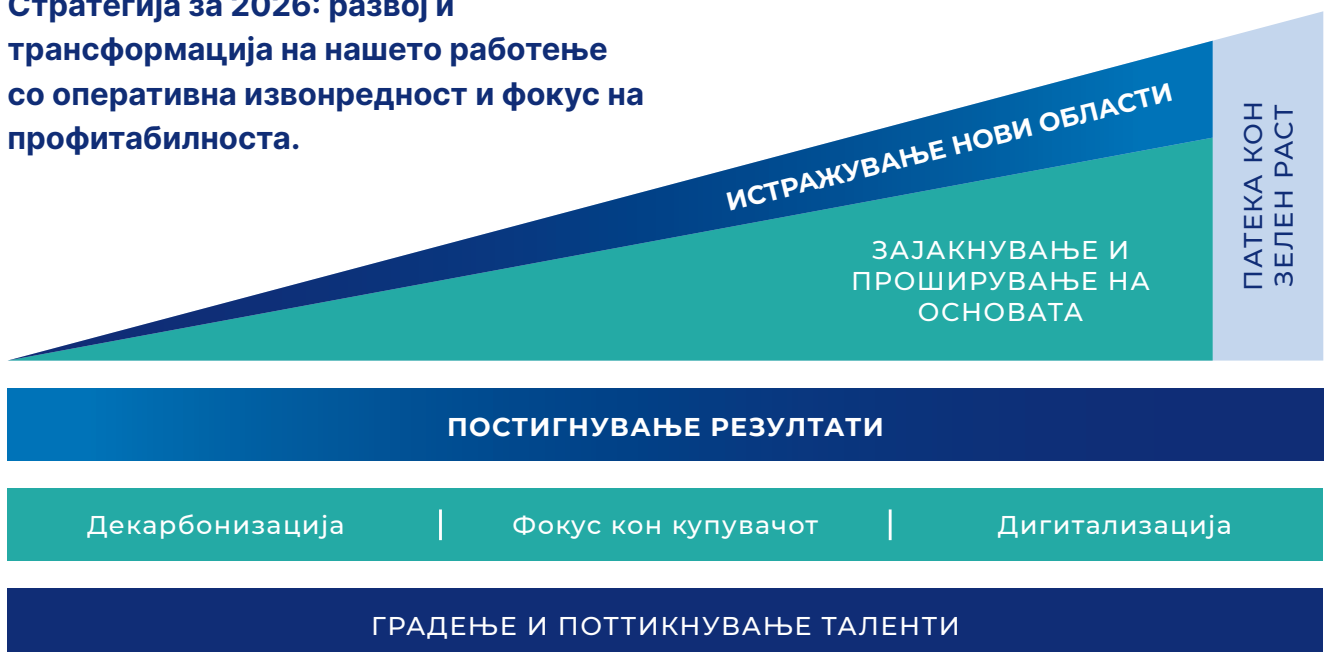 Стратегија за 2026: развој и
трансформација на нашето работење
со оперативна извонредност и фокус на
профитабилноста.
ИСТРАЖУВАЊЕ НОВИ ОБЛАСТИ
ЗАЈАКНУВАЊЕ И
ПРОШИРУВАЊЕ НА
ОСНОВАТА
ПАТЕКА КОН
ЗЕЛЕН РАСТ
ПОСТИГНУВАЊЕ РЕЗУЛТАТИ
Декарбонизација | Фокус кон купувачот | Дигитализација
ГРАДЕЊЕ И ПОТТИКНУВАЊЕ ТАЛЕНТИ